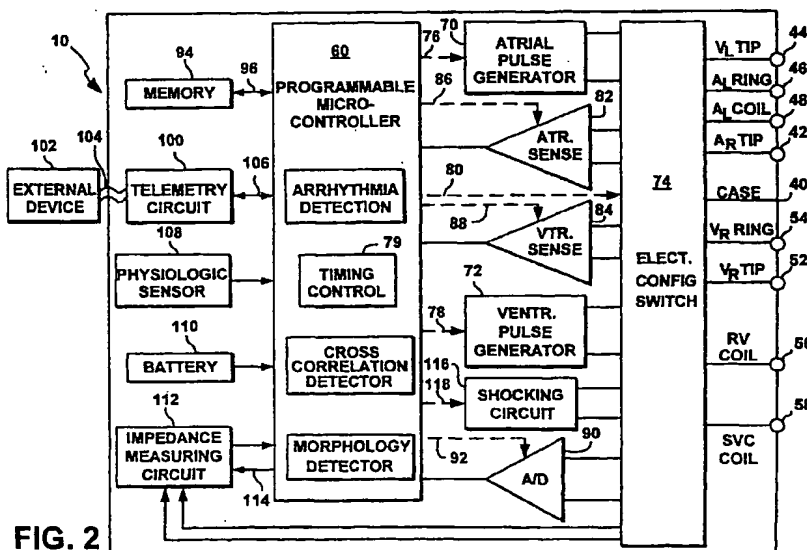 10
94
MEMORY
96
102
104
EXTERNAL
DEVICE
100
TELEMETRY
CIRCUIT
106
108
PHYSIOLOGIC
SENSOR
110
BATTERY
112
IMPEDANCE
MEASURING
CIRCUIT
114
60
PROGRAMMABLE
MICRO-
CONTROLLER
ARRHYTHMIA
DETECTION
79
TIMING
CONTROL
CROSS
CORRELATION
DETECTOR
MORPHOLOGY
DETECTOR
76
70
ATRIAL
PULSE
GENERATOR
86
82
ATR.
SENSE
80
88
84
VTR.
SENSE
72
78
VENTR.
PULSE
GENERATOR
116
118
SHOCKING
CIRCUIT
92
90
A/D
74
ELECT.
CONFIG
SWITCH
VL TIP
44
AL RING
46
AL COIL
48
AR TIP
42
CASE
40
VR RING
54
VR TIP
52
RV
COIL
56
58
SVC
COIL
FIG. 2